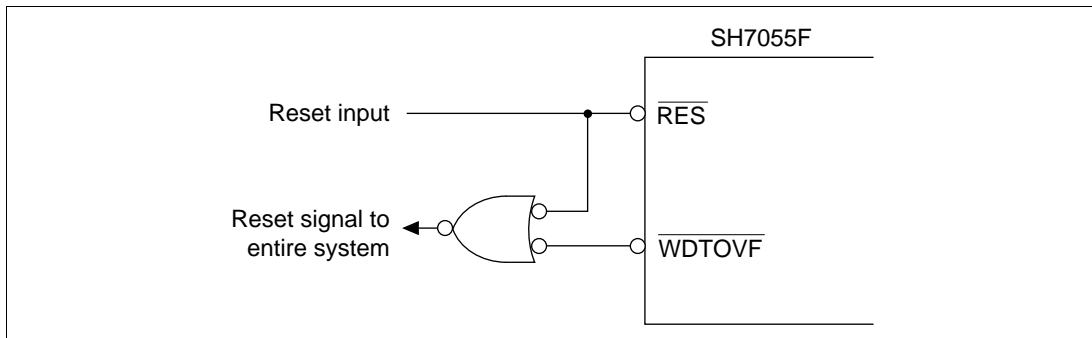 SH7055F
Reset input
RES
Reset signal to
entire system
WDTOVF